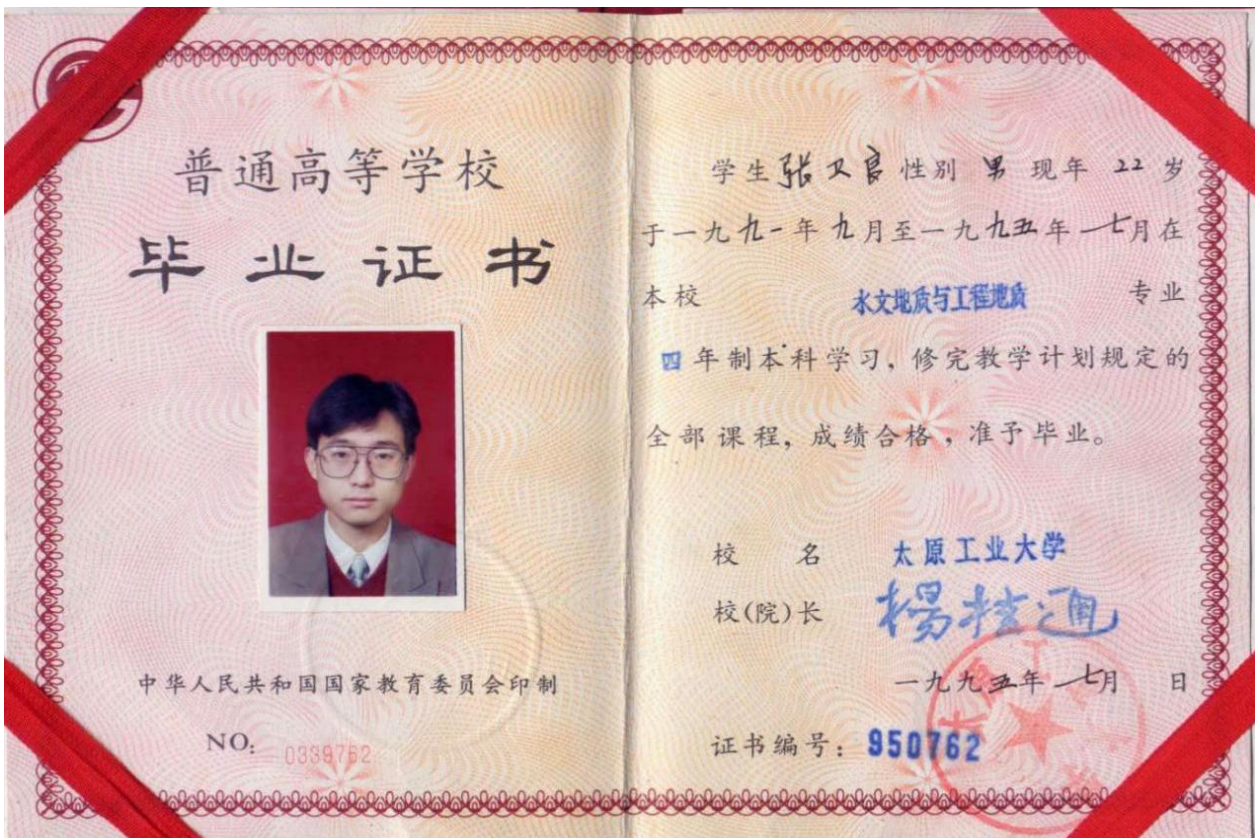 普通高等学校
毕业证书
中华人民共和国国家教育委员会印制
NO: 0339762
学生张卫官性别 男 现年 22 岁
于一九九一年九月至一九九五年七月在
本校 水文地质与工程地质 专业
四年制本科学习,修完教学计划规定的
全部课程,成绩合格,准予毕业。
校 名 太原工业大学
校(院)长 杨桂通
一九九五年七月 日
证书编号: 950762